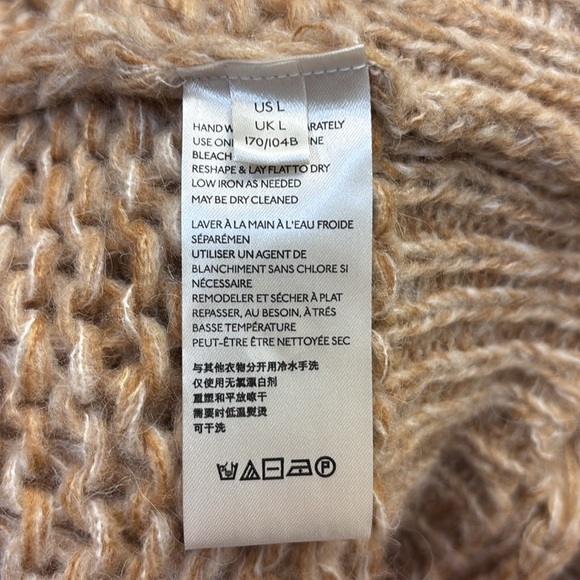 US L
UK L
170/104B
HAND W ARATELY
USE ON NE
BLEACH
RESHAPE & LAY FLAT TO DRY
LOW IRON AS NEEDED
MAY BE DRY CLEANED
LAVER À LA MAIN À L'EAU FROIDE
SÉPARÉMEN
UTILISER UN AGENT DE
BLANCHIMENT SANS CHLORE SI
NÉCESSAIRE
REMODELER ET SÉCHER À PLAT
REPASSER, AU BESOIN, À TRÉS
BASSE TEMPÉRATURE
PEUT-ÊTRE ÊTRE NETTOYÉE SEC
与其他衣物分开用冷水手洗
仅使用无氯漂白剂
重塑和平放晾干
需要时低温熨烫
可干洗
P